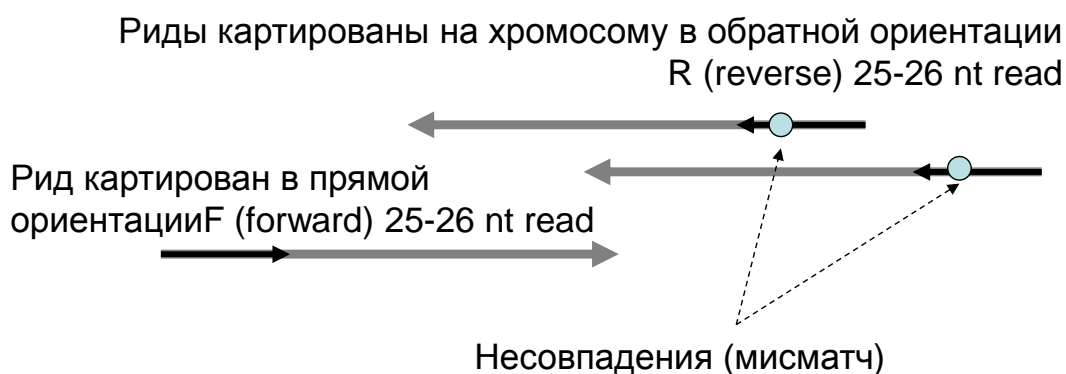 Риды картированы на хромосому в обратной ориентации
R (reverse) 25-26 nt read
Рид картирован в прямой
ориентацииF (forward) 25-26 nt read
Несовпадения (мисматч)